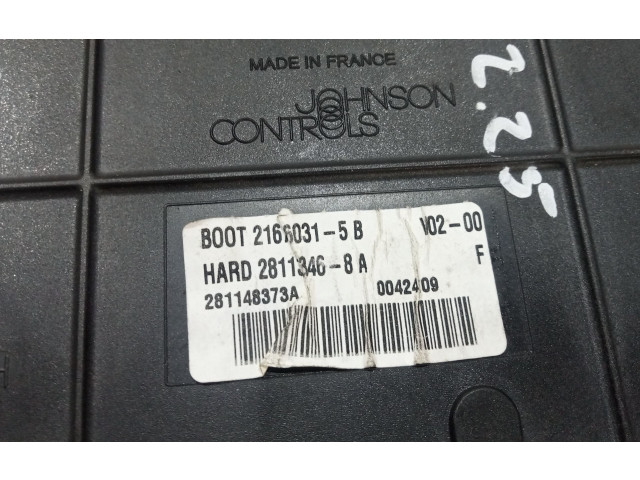 MADE IN FRANCE
JOHNSON
CONTROLS
2.25
BOOT 2166031-5 B V02-00
HARD 2811346-8 A F
281148373A 0042409